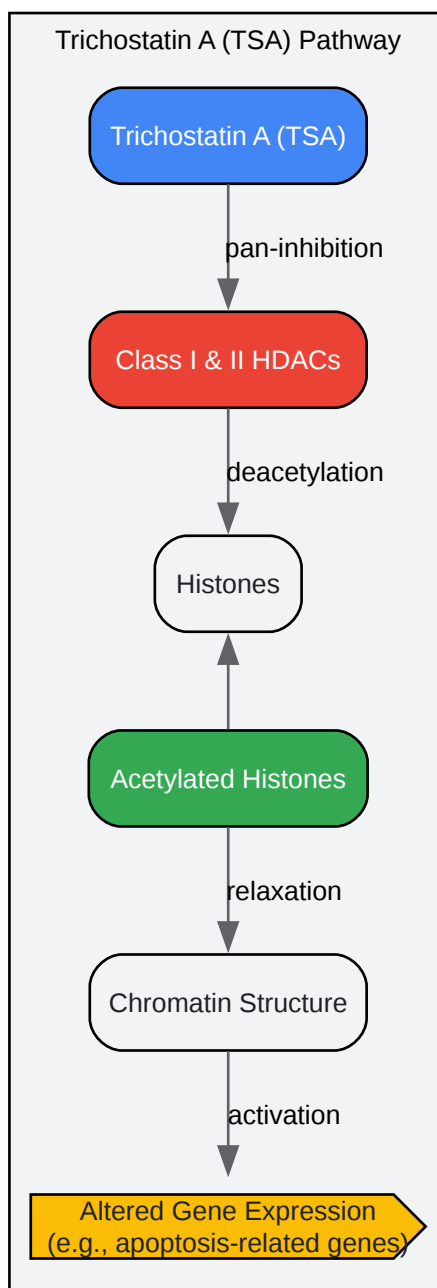 Trichostatin A (TSA) Pathway
Trichostatin A (TSA)
pan-inhibition
Class I & II HDACs
deacetylation
Histones
Acetylated Histones
relaxation
Chromatin Structure
activation
Altered Gene Expression
(e.g., apoptosis-related genes)